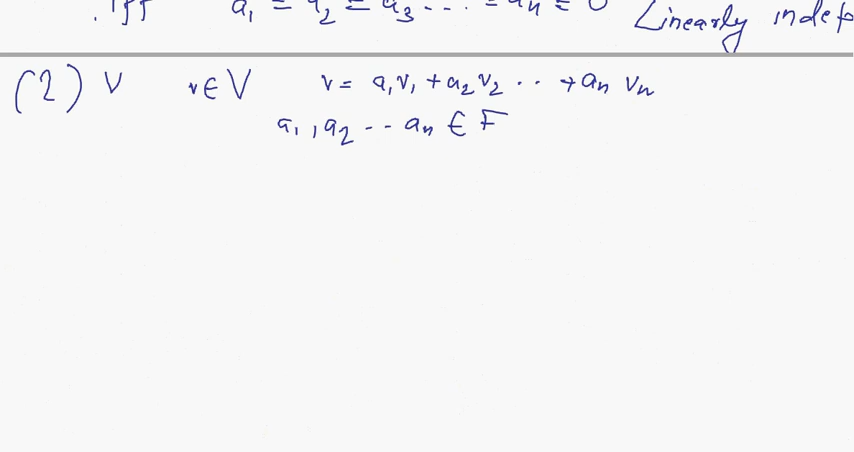 . iff a₁ = a₂ = a₃ - - . = aₙ = 0 Linearly indep
(2) V v ∈ V v = a₁v₁ + a₂v₂ ·· + aₙ vₙ
a₁, a₂ -- aₙ ∈ F